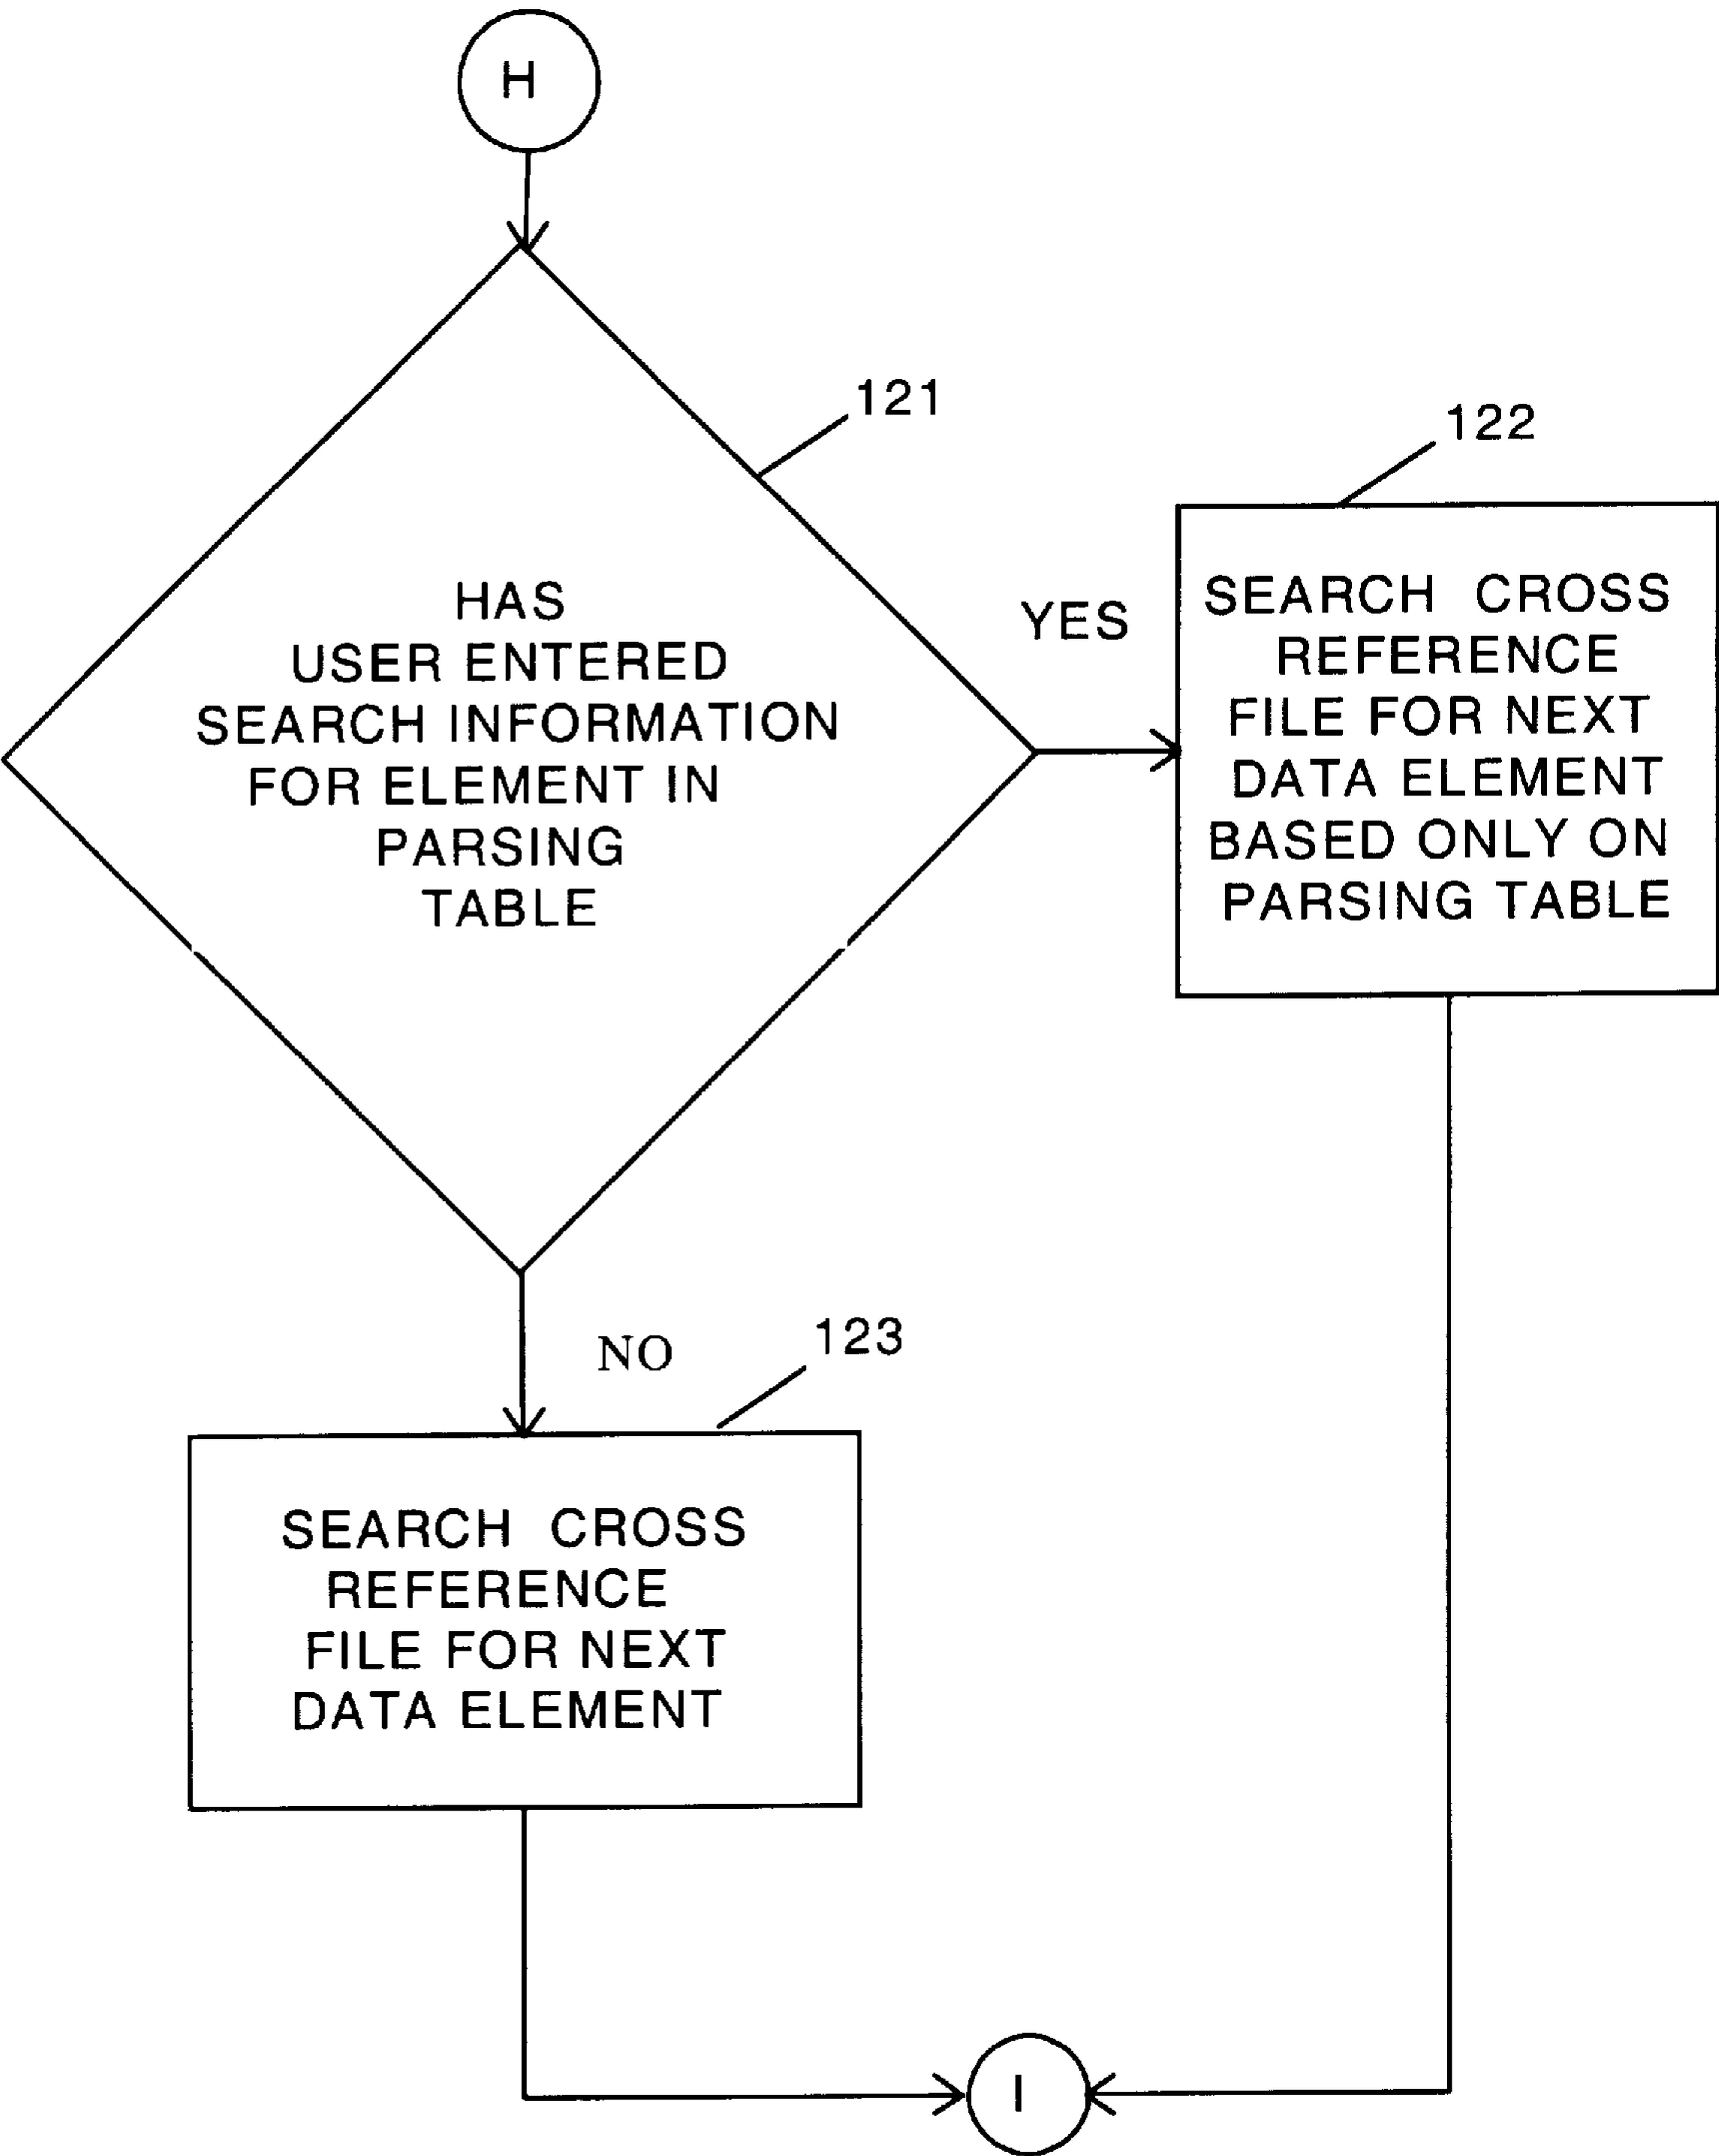 H
121
HAS
USER ENTERED
SEARCH INFORMATION
FOR ELEMENT IN
PARSING
TABLE
YES
122
SEARCH CROSS
REFERENCE
FILE FOR NEXT
DATA ELEMENT
BASED ONLY ON
PARSING TABLE
NO
123
SEARCH CROSS
REFERENCE
FILE FOR NEXT
DATA ELEMENT
I